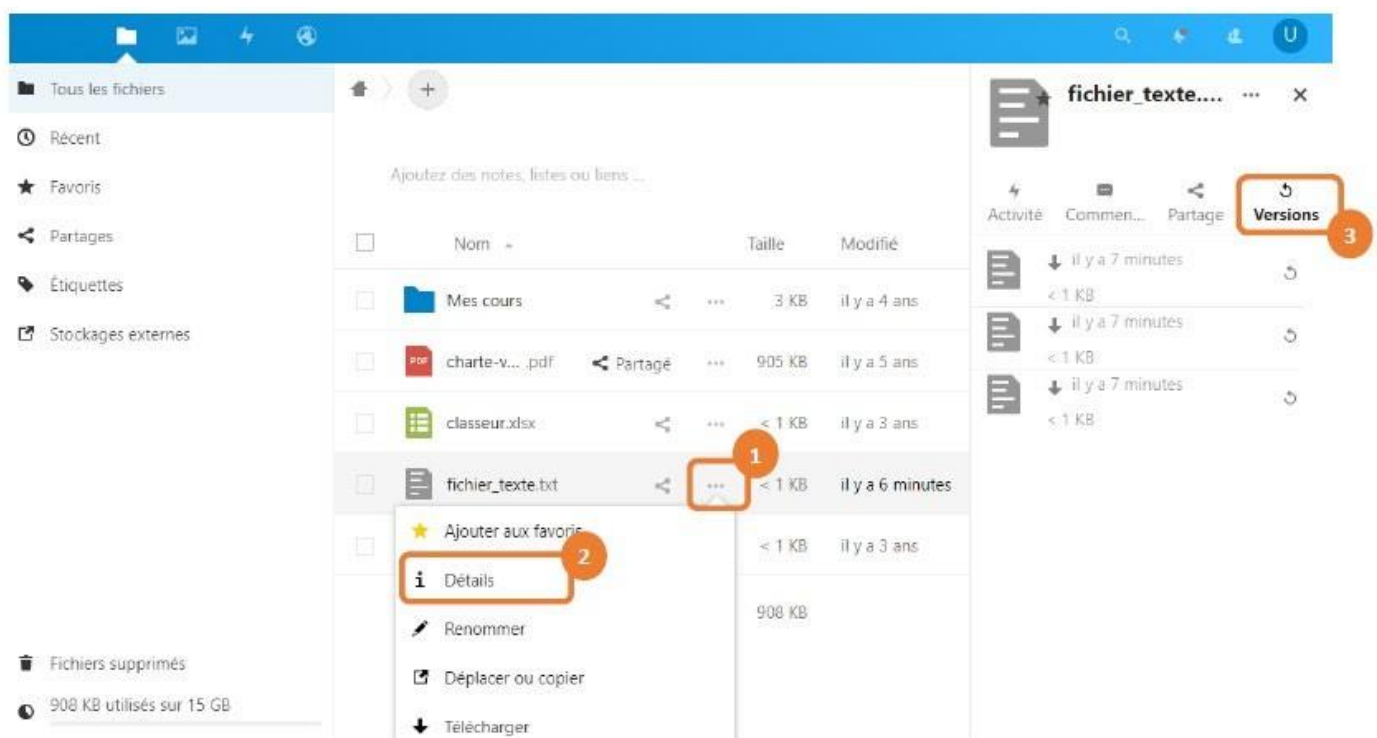 U
Tous les fichiers
Récent
Favoris
Partages
Étiquettes
Stockages externes
Fichiers supprimés
908 KB utilisés sur 15 GB
+
Ajoutez des notes, listes ou liens ...
Nom Taille Modifié
Mes cours ... 3 KB il y a 4 ans
PDF charte-v... .pdf Partagé ... 905 KB il y a 5 ans
classeur.xlsx ... < 1 KB il y a 3 ans
1
fichier_texte.txt ... < 1 KB il y a 6 minutes
Ajouter aux favoris
< 1 KB il y a 3 ans
2
i Détails
908 KB
Renommer
Déplacer ou copier
Télécharger
fichier_texte.... ... ×
Activité Commen... Partage Versions
3
il y a 7 minutes
< 1 KB
il y a 7 minutes
< 1 KB
il y a 7 minutes
< 1 KB